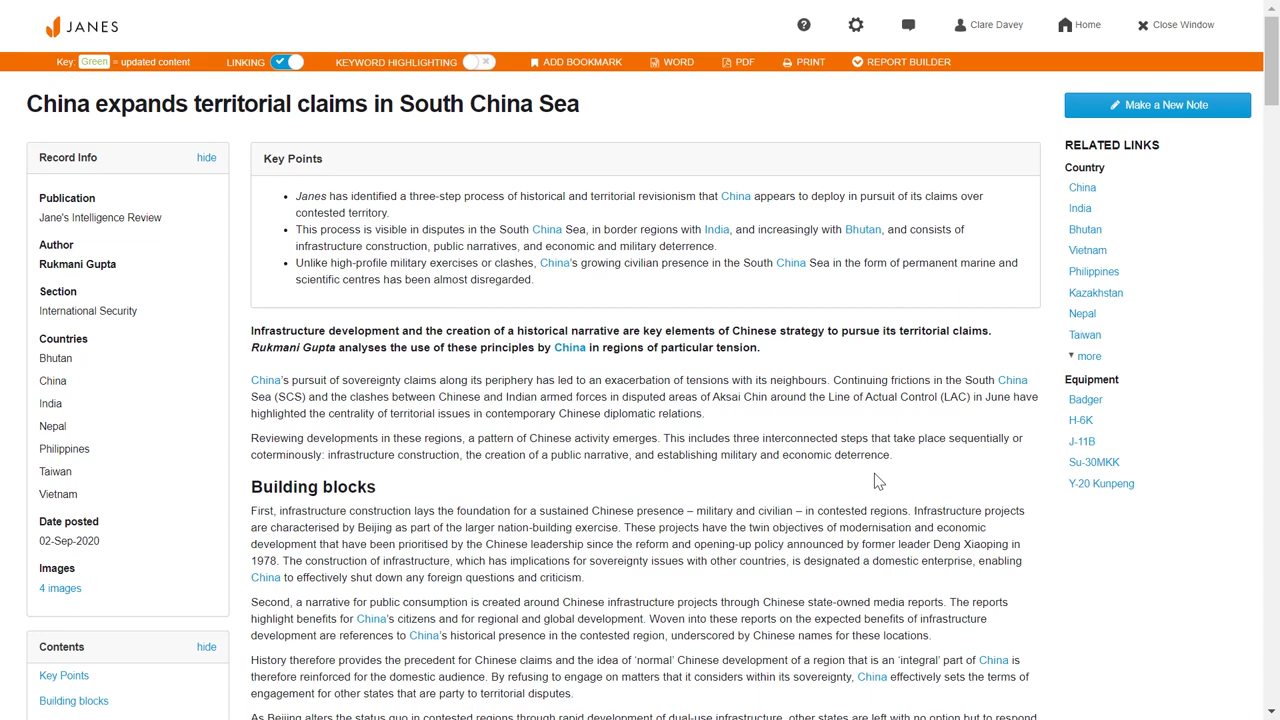 JANES
Clare Davey
Home
Close Window
Key: Green = updated content
LINKING
KEYWORD HIGHLIGHTING
ADD BOOKMARK
WORD
PDF
PRINT
REPORT BUILDER
China expands territorial claims in South China Sea
Make a New Note
Record Info
hide
Publication
Jane's Intelligence Review
Author
Rukmani Gupta
Section
International Security
Countries
Bhutan
China
India
Nepal
Philippines
Taiwan
Vietnam
Date posted
02-Sep-2020
Images
4 images
Contents
hide
Key Points
Building blocks
Key Points
• Janes has identified a three-step process of historical and territorial revisionism that China appears to deploy in pursuit of its claims over
contested territory.
• This process is visible in disputes in the South China Sea, in border regions with India, and increasingly with Bhutan, and consists of
infrastructure construction, public narratives, and economic and military deterrence.
• Unlike high-profile military exercises or clashes, China's growing civilian presence in the South China Sea in the form of permanent marine and
scientific centres has been almost disregarded.
Infrastructure development and the creation of a historical narrative are key elements of Chinese strategy to pursue its territorial claims.
Rukmani Gupta analyses the use of these principles by China in regions of particular tension.
China's pursuit of sovereignty claims along its periphery has led to an exacerbation of tensions with its neighbours. Continuing frictions in the South China
Sea (SCS) and the clashes between Chinese and Indian armed forces in disputed areas of Aksai Chin around the Line of Actual Control (LAC) in June have
highlighted the centrality of territorial issues in contemporary Chinese diplomatic relations.
Reviewing developments in these regions, a pattern of Chinese activity emerges. This includes three interconnected steps that take place sequentially or
coterminously: infrastructure construction, the creation of a public narrative, and establishing military and economic deterrence.
Building blocks
First, infrastructure construction lays the foundation for a sustained Chinese presence – military and civilian – in contested regions. Infrastructure projects
are characterised by Beijing as part of the larger nation-building exercise. These projects have the twin objectives of modernisation and economic
development that have been prioritised by the Chinese leadership since the reform and opening-up policy announced by former leader Deng Xiaoping in
1978. The construction of infrastructure, which has implications for sovereignty issues with other countries, is designated a domestic enterprise, enabling
China to effectively shut down any foreign questions and criticism.
Second, a narrative for public consumption is created around Chinese infrastructure projects through Chinese state-owned media reports. The reports
highlight benefits for China's citizens and for regional and global development. Woven into these reports on the expected benefits of infrastructure
development are references to China's historical presence in the contested region, underscored by Chinese names for these locations.
History therefore provides the precedent for Chinese claims and the idea of 'normal' Chinese development of a region that is an 'integral' part of China is
therefore reinforced for the domestic audience. By refusing to engage on matters that it considers within its sovereignty, China effectively sets the terms of
engagement for other states that are party to territorial disputes.
As Beijing alters the status quo in contested regions through rapid development of dual-use infrastructure, other states are left with no option but to respond
RELATED LINKS
Country
China
India
Bhutan
Vietnam
Philippines
Kazakhstan
Nepal
Taiwan
more
Equipment
Badger
H-6K
J-11B
Su-30MKK
Y-20 Kunpeng